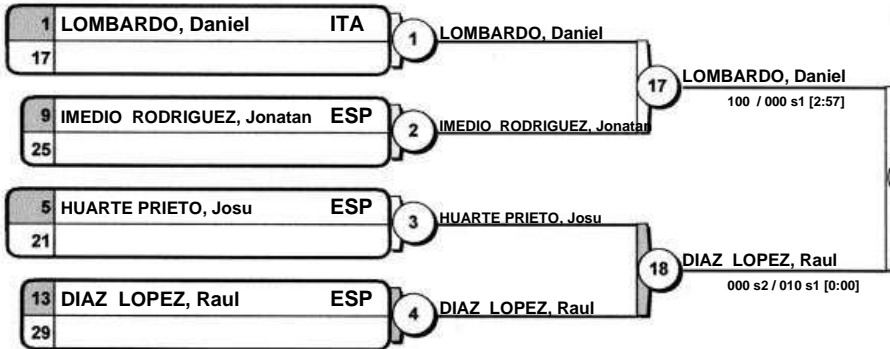 1 LOMBARDO, Daniel ITA
17
1
LOMBARDO, Daniel
9 IMEDIO RODRIGUEZ, Jonatan ESP
25
2
IMEDIO RODRIGUEZ, Jonatan
17
LOMBARDO, Daniel
100 / 000 s1 [2:57]
5 HUARTE PRIETO, Josu ESP
21
3
HUARTE PRIETO, Josu
13 DIAZ LOPEZ, Raul ESP
29
4
DIAZ LOPEZ, Raul
18
DIAZ LOPEZ, Raul
000 s2 / 010 s1 [0:00]